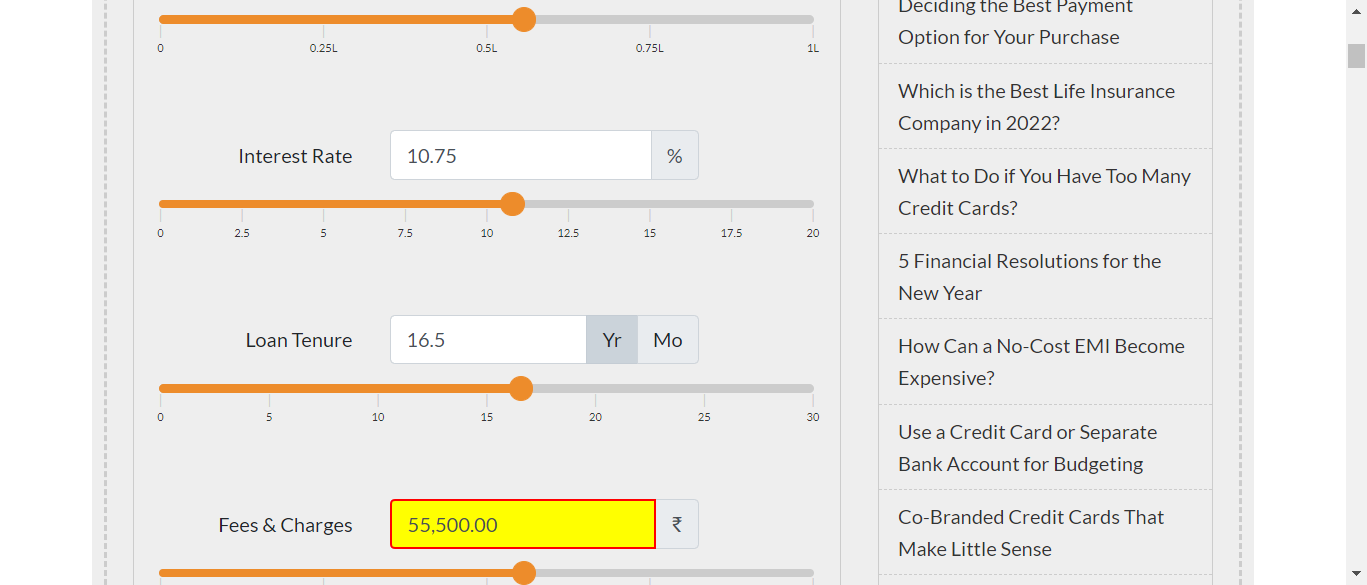 0 0.25L 0.5L 0.75L 1L
Interest Rate 10.75 %
0 2.5 5 7.5 10 12.5 15 17.5 20
Loan Tenure 16.5 Yr Mo
0 5 10 15 20 25 30
Fees & Charges 55,500.00 ₹
Deciding the Best Payment
Option for Your Purchase
Which is the Best Life Insurance
Company in 2022?
What to Do if You Have Too Many
Credit Cards?
5 Financial Resolutions for the
New Year
How Can a No-Cost EMI Become
Expensive?
Use a Credit Card or Separate
Bank Account for Budgeting
Co-Branded Credit Cards That
Make Little Sense